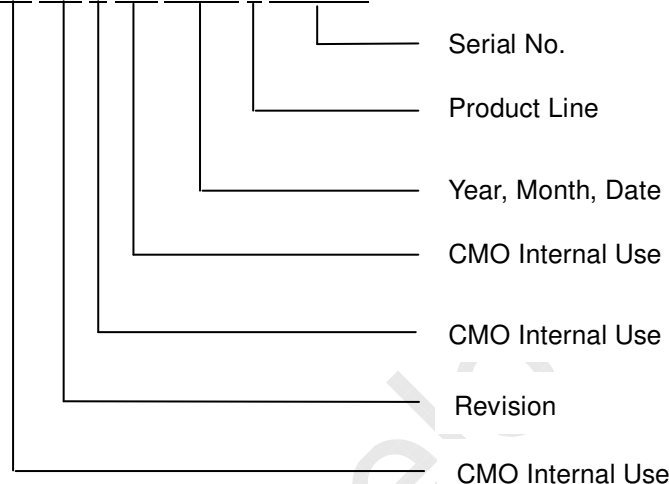 Serial No.
Product Line
Year, Month, Date
CMO Internal Use
CMO Internal Use
Revision
CMO Internal Use